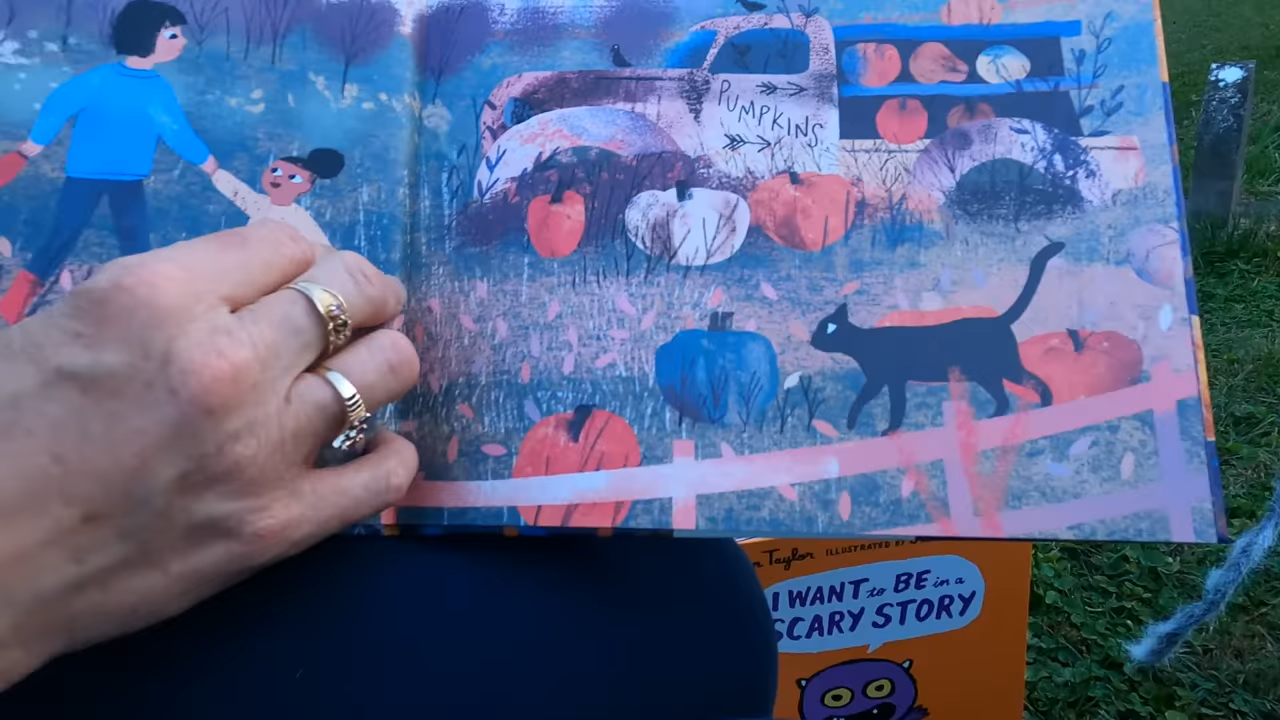 PUMPKINS
Taylor ILLUSTRATED BY
I WANT to BE in a
SCARY STORY